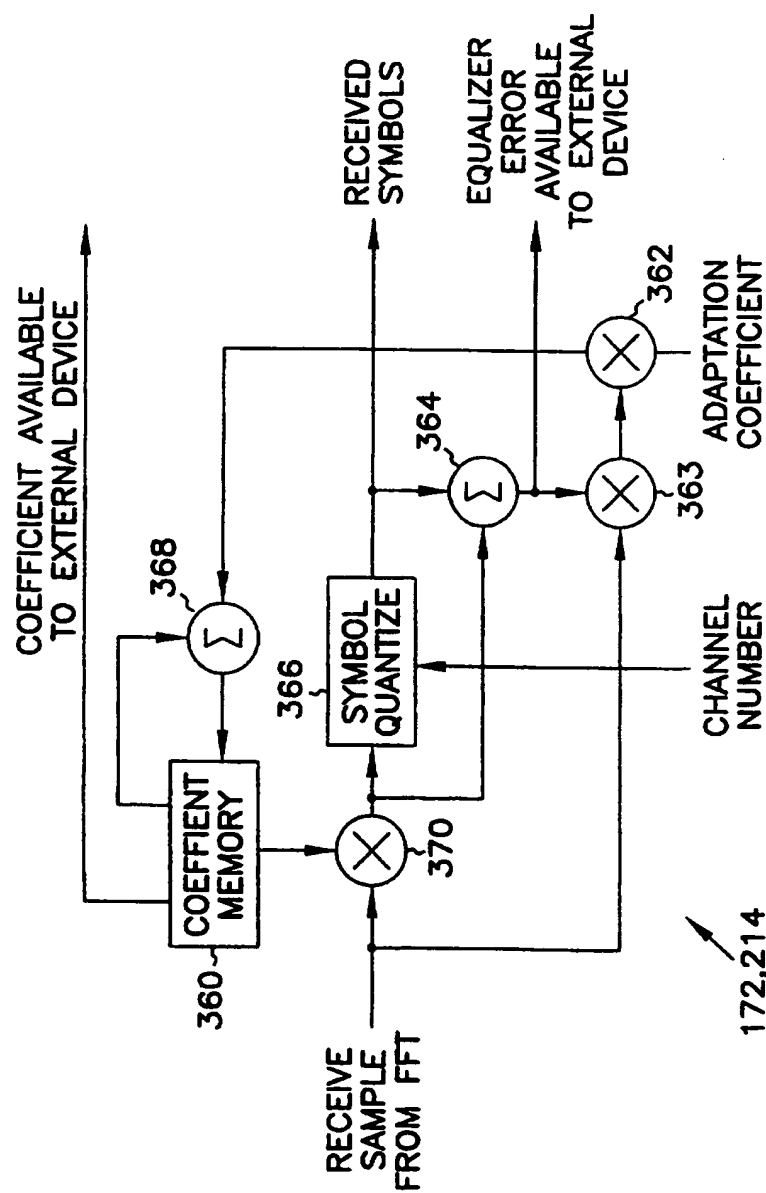 COEFFICIENT AVAILABLE
TO EXTERNAL DEVICE
368
360
COEFFIENT
MEMORY
Σ
RECEIVED
SYMBOLS
366
SYMBOL
QUANTIZE
364
Σ
EQUALIZER
ERROR
AVAILABLE
TO EXTERNAL
DEVICE
RECEIVE
SAMPLE
FROM FFT
370
363
362
CHANNEL
NUMBER
ADAPTATION
COEFFICIENT
172,214